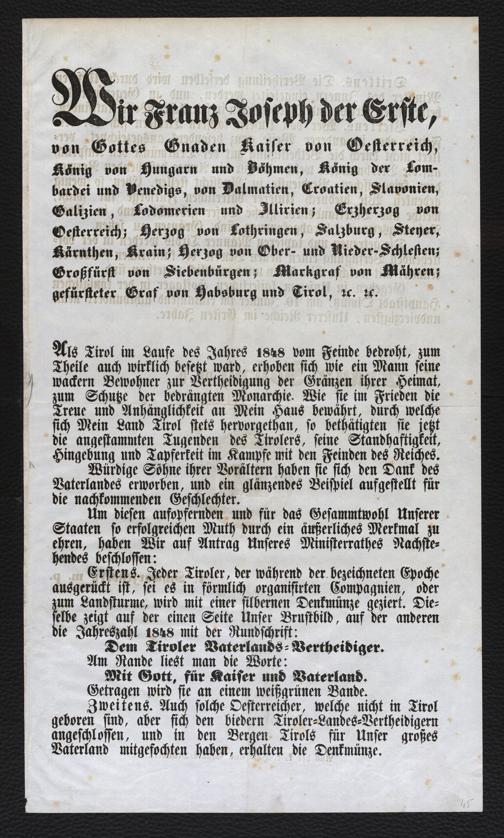 Wir Franz Joseph der Erste,
von Gottes Gnaden Kaiser von Oesterreich,
König von Hungarn und Böhmen, König der Lom-
bardei und Venedigs, von Dalmatien, Croatien, Slavonien,
Galizien, Lodomerien und Illirien; Erzherzog von
Oesterreich; Herzog von Lothringen, Salzburg, Steyer,
Kärnthen, Krain; Herzog von Ober- und Nieder-Schlesien;
Großfürst von Siebenbürgen; Markgraf von Mähren;
gefürsteter Graf von Habsburg und Tirol, ꝛc. ꝛc.
Als Tirol im Laufe des Jahres 1848 vom Feinde bedroht, zum
Theile auch wirklich besetzt ward, erhoben sich wie ein Mann seine
wackern Bewohner zur Vertheidigung der Gränzen ihrer Heimat,
zum Schutze der bedrängten Monarchie. Wie sie im Frieden die
Treue und Anhänglichkeit an Mein Haus bewährt, durch welche
sich Mein Land Tirol stets hervorgethan, so bethätigten sie jetzt
die angestammten Tugenden des Tirolers, seine Standhaftigkeit,
Hingebung und Tapferkeit im Kampfe wit den Feinden des Reiches.
Würdige Söhne ihrer Vorältern haben sie sich den Dank des
Vaterlandes erworben, und ein glänzendes Beispiel aufgestellt für
die nachkommenden Geschlechter.
Um diesen aufopfernden und für das Gesammtwohl Unserer
Staaten so erfolgreichen Muth durch ein äußerliches Merkmal zu
ehren, haben Wir auf Antrag Unseres Ministerrathes Nachste-
hendes beschlossen:
Erstens. Jeder Tiroler, der während der bezeichneten Epoche
ausgerückt ist, sei es in förmlich organisirten Compagnien, oder
zum Landsturme, wird mit einer silbernen Denkmünze geziert. Die-
selbe zeigt auf der einen Seite Unser Brustbild, auf der anderen
die Jahreszahl 1848 mit der Rundschrift:
Dem Tiroler Vaterlands-Vertheidiger.
Am Rande liest man die Worte:
Mit Gott, für Kaiser und Vaterland.
Getragen wird sie an einem weißgrünen Bande.
Zweitens. Auch solche Oesterreicher, welche nicht in Tirol
geboren sind, aber sich den biedern Tiroler-Landes-Vertheidigern
angeschlossen, und in den Bergen Tirols für Unser großes
Vaterland mitgefochten haben, erhalten die Denkmünze.